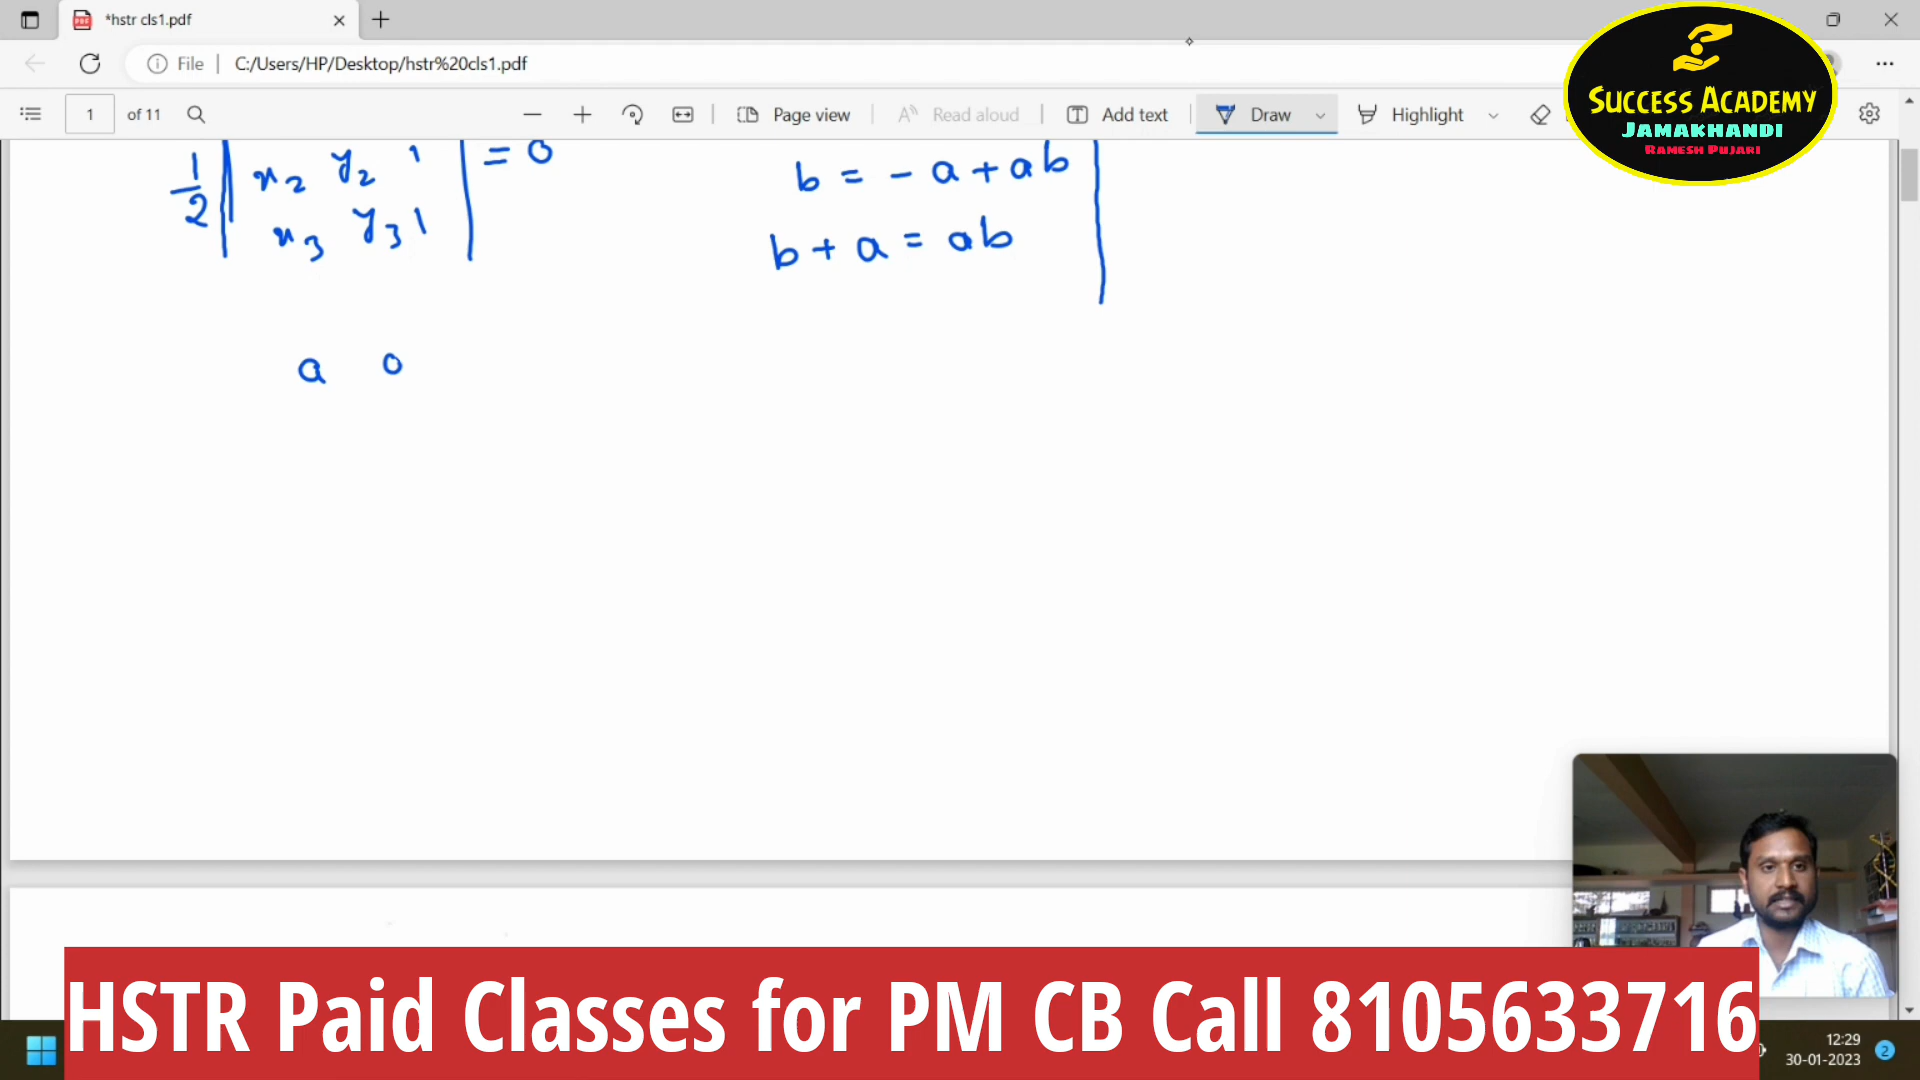 *hstr cls1.pdf
File | C:/Users/HP/Desktop/hstr%20cls1.pdf
1 of 11
Page view
Read aloud
Add text
Draw
Highlight
SUCCESS ACADEMY
JAMAKHANDI
RAMESH PUJARI
1/2 | x2 y2 1 | = 0
x3 y3 1
b = - a + ab
b + a = ab
a 0
HSTR Paid Classes for PM CB Call 8105633716
12:29
30-01-2023
2